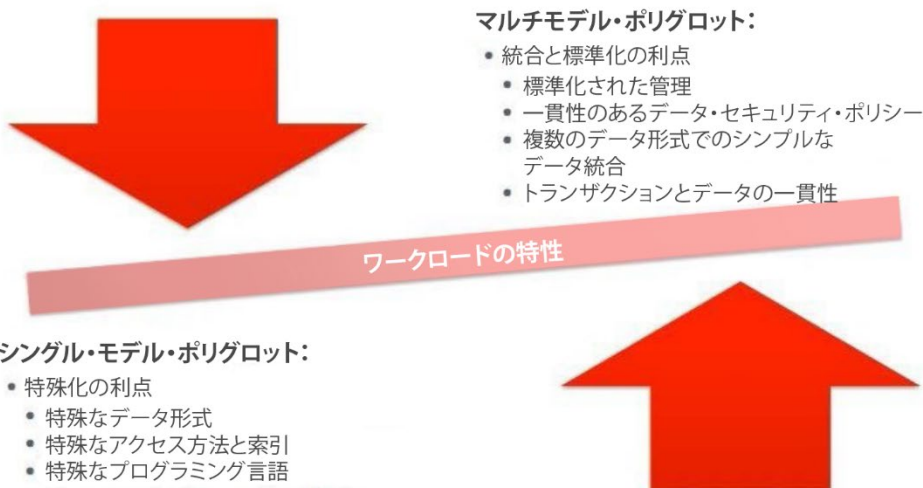 マルチモデル・ポリグロット：
• 統合と標準化の利点
• 標準化された管理
• 一貫性のあるデータ・セキュリティ・ポリシー
• 複数のデータ形式でのシンプルな
データ統合
• トランザクションとデータの一貫性
ワークロードの特性
シングル・モデル・ポリグロット：
• 特殊化の利点
• 特殊なデータ形式
• 特殊なアクセス方法と索引
• 特殊なプログラミング言語